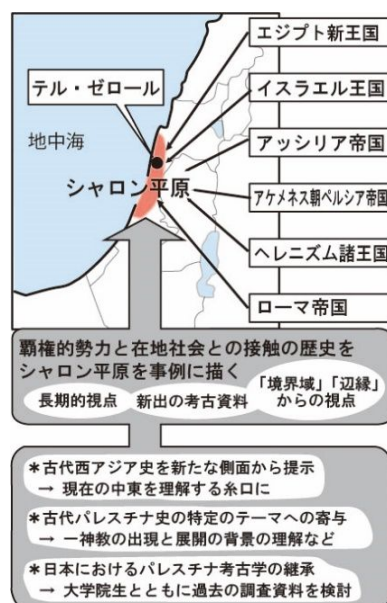 エジプト新王国
テル・ゼロール
イスラエル王国
地中海
アッシリア帝国
シャロン平原
アケメネス朝ペルシア帝国
ヘレニズム諸王国
ローマ帝国
覇権的勢力と在地社会との接触の歴史を
シャロン平原を事例に描く
長期的視点
新出の考古資料
「境界域」「辺縁」
からの視点
*古代西アジア史を新たな側面から提示
→ 現在の中東を理解する糸口に
*古代パレスチナ史の特定のテーマへの寄与
→ 一神教の出現と展開の背景の理解など
*日本におけるパレスチナ考古学の継承
→ 大学院生とともに過去の調査資料を検討